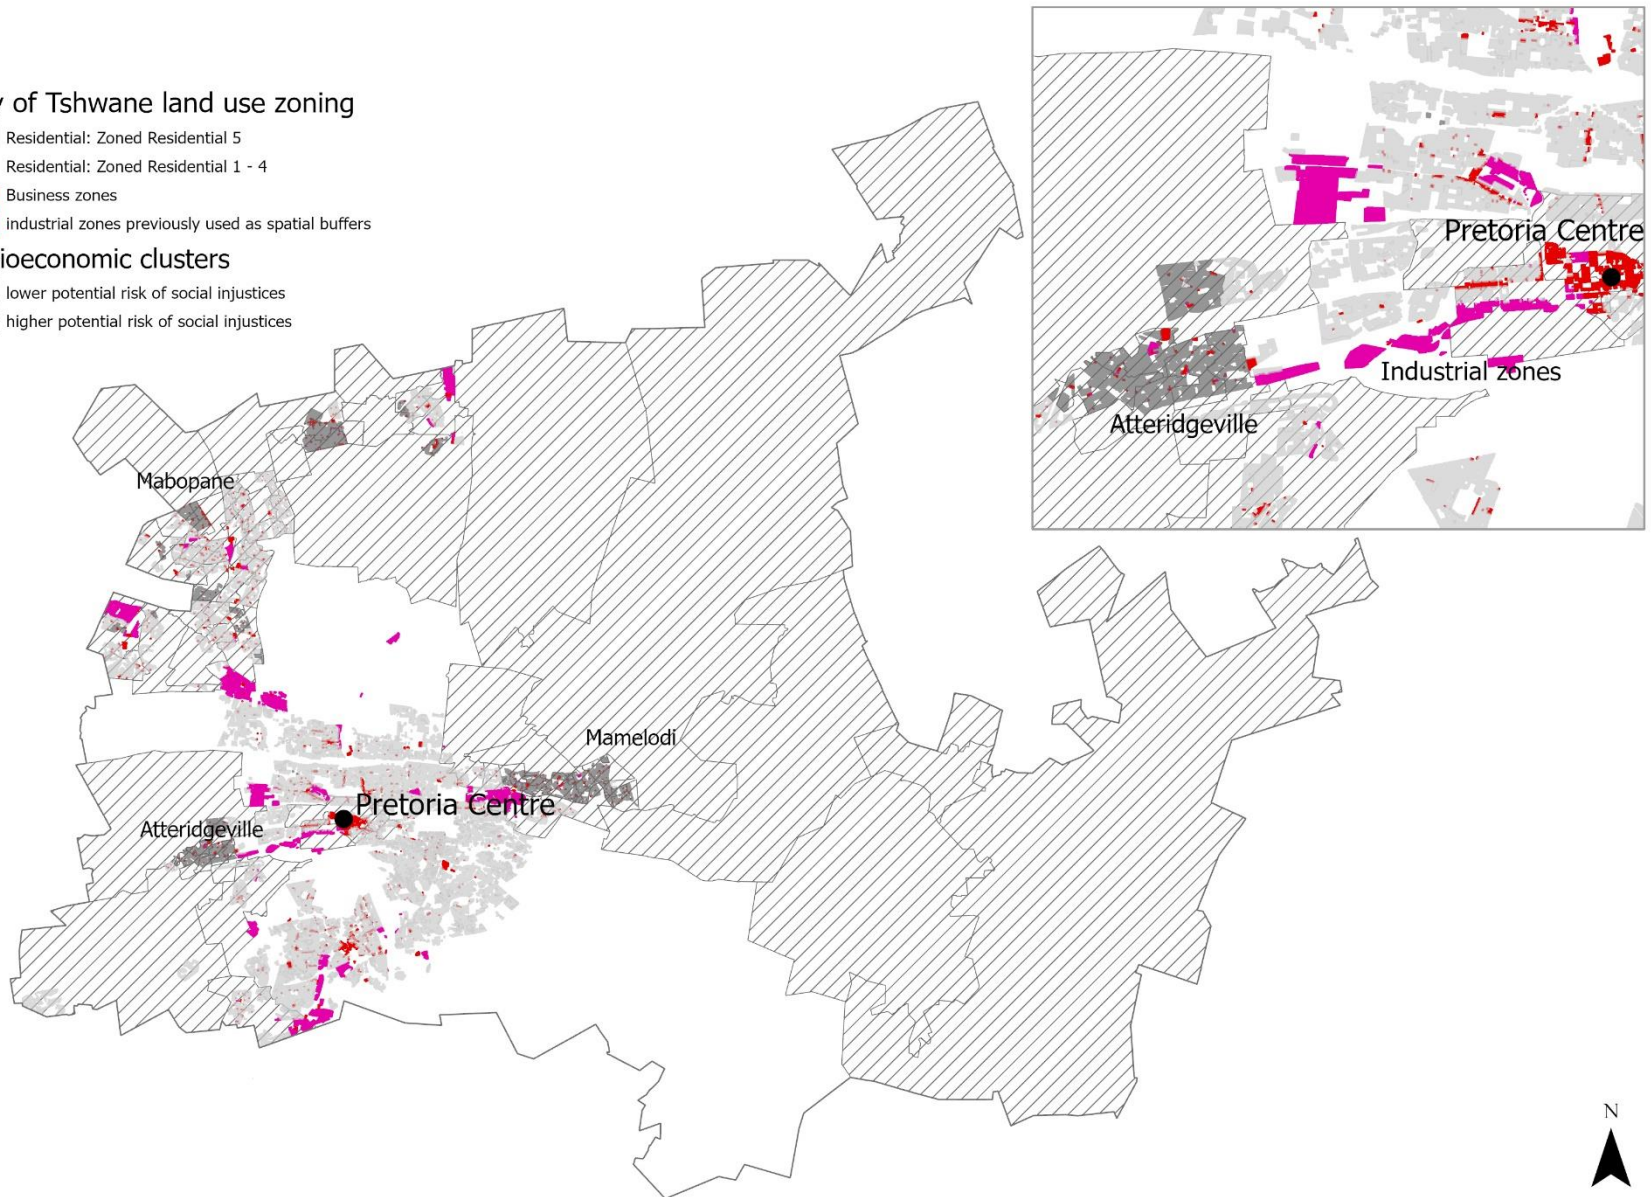 y of Tshwane land use zoning
Residential: Zoned Residential 5
Residential: Zoned Residential 1 - 4
Business zones
industrial zones previously used as spatial buffers
ioeconomic clusters
lower potential risk of social injustices
higher potential risk of social injustices
Pretoria Centre
Industrial zones
Atteridgeville
Mabopane
Mamelodi
Pretoria Centre
Atteridgeville
N